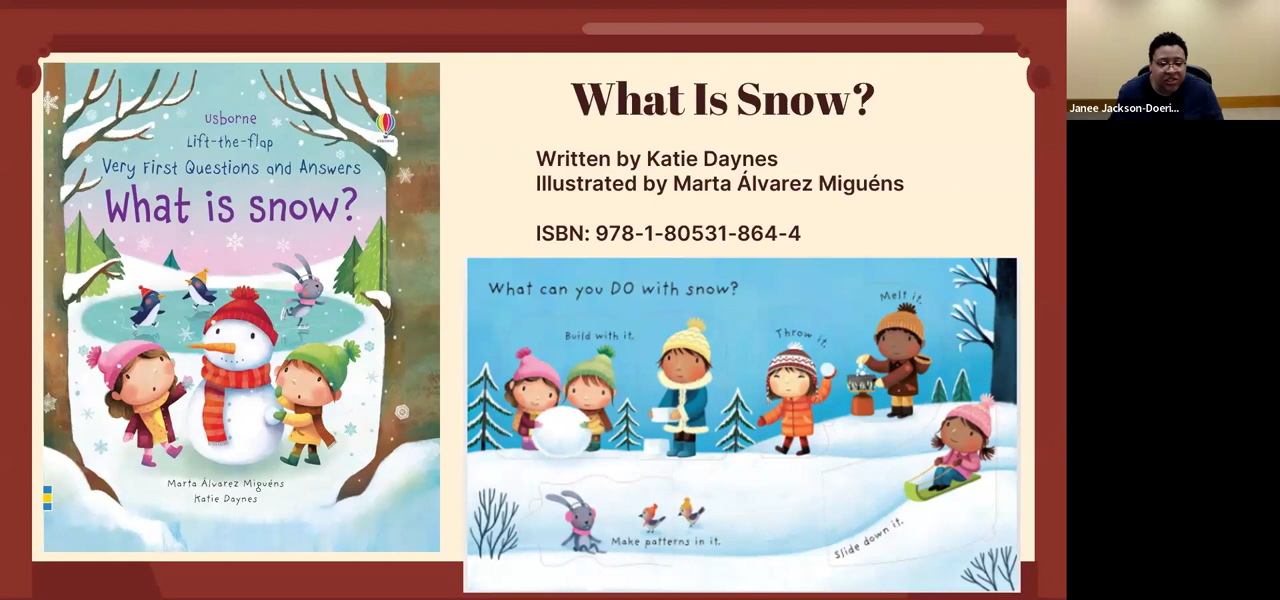 Usborne
Lift-the-flap
Very First Questions and Answers
What is snow?
Marta Álvarez Miguéns
Katie Daynes
What Is Snow?
Written by Katie Daynes
Illustrated by Marta Álvarez Miguéns
ISBN: 978-1-80531-864-4
What can you DO with snow?
Melt it.
Build with it.
Throw it.
Make patterns in it.
Slide down it.
Janee Jackson-Doeri...